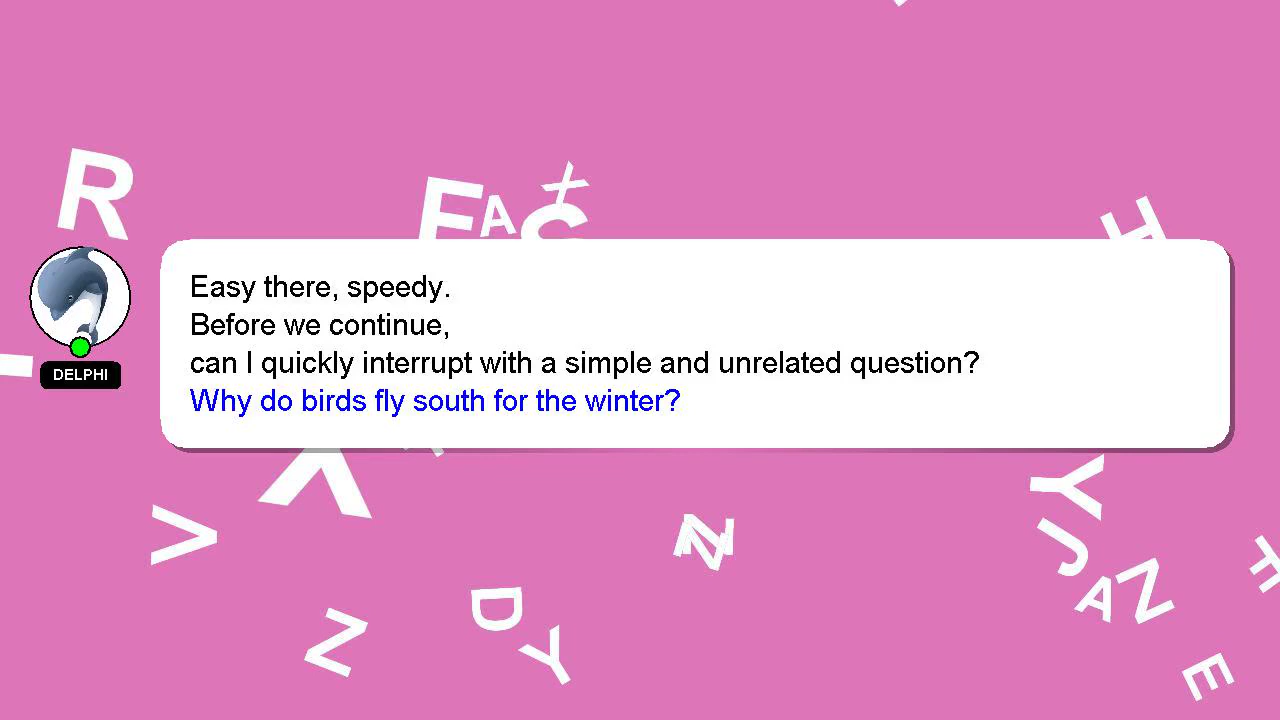 R
F
A
X
S
H
Easy there, speedy.
Before we continue,
can I quickly interrupt with a simple and unrelated question?
Why do birds fly south for the winter?
DELPHI
X
Y
V
N
Z
J
D
A
Z
F
Z
Y
E